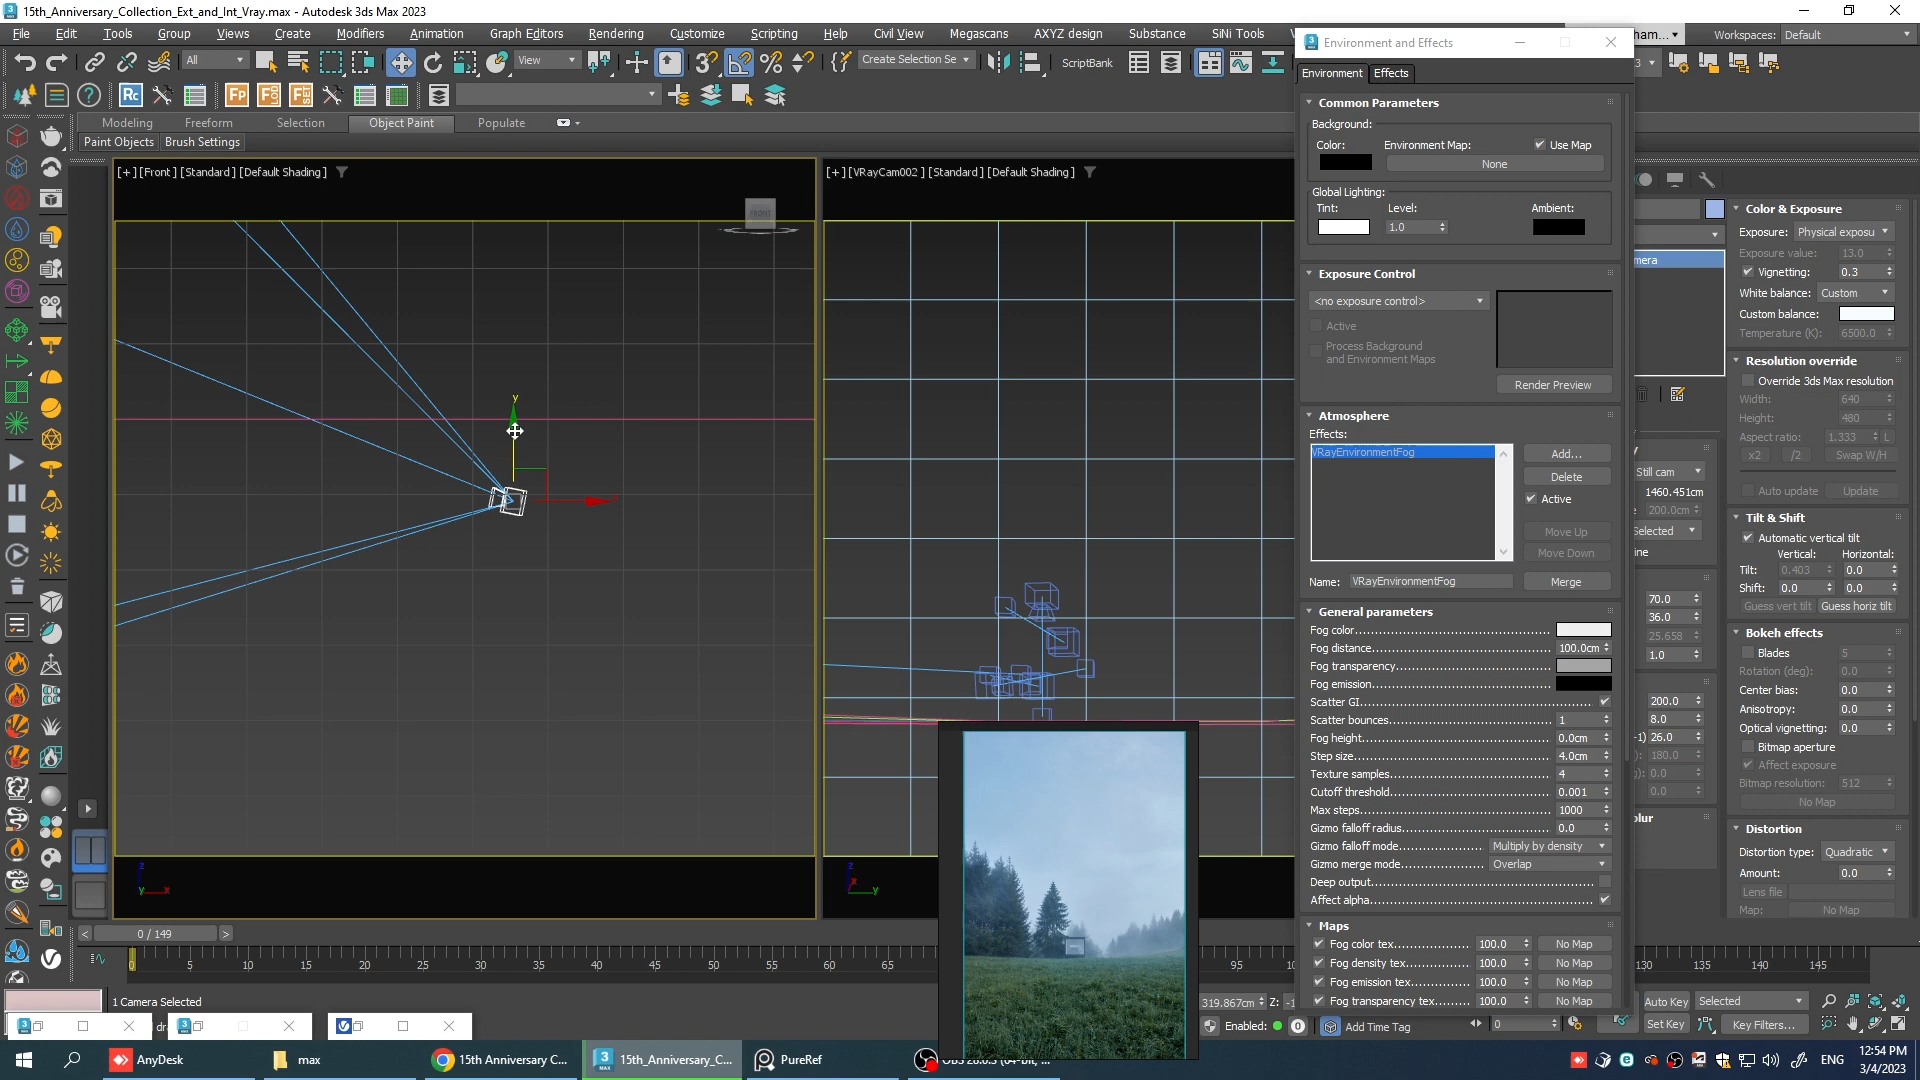 15th_Anniversary_Collection_Ext_and_Int_Vray.max - Autodesk 3ds Max 2023
File Edit Tools Group Views Create Modifiers Animation Graph Editors Rendering Customize Scripting Help Civil View Megascans AXYZ design Substance SiNi Tools
ham... Workspaces: Default
All View Create Selection Se ScriptBank
Environment and Effects
Rc Fp
Modeling Freeform Selection Object Paint Populate
Paint Objects Brush Settings
[+] [Front] [Standard] [Default Shading]
[+] [VRayCam002] [Standard] [Default Shading]
FRONT
Environment Effects
Common Parameters
Background:
Color: Environment Map: Use Map
None
Global Lighting:
Tint: Level: Ambient:
1.0
Exposure Control
<no exposure control>
Active
Process Background
and Environment Maps
Render Preview
Atmosphere
Effects:
VRayEnvironmentFog
Add...
Delete
Active
Move Up
Move Down
Name: VRayEnvironmentFog Merge
General parameters
Fog color
Fog distance 100.0cm
Fog transparency
Fog emission
Scatter GI
Scatter bounces 1
Fog height 0.0cm
Step size 4.0cm
Texture samples 4
Cutoff threshold 0.001
Max steps 1000
Gizmo falloff radius 0.0
Gizmo falloff mode Multiply by density
Gizmo merge mode Overlap
Deep output
Affect alpha
Maps
Fog color tex 100.0 No Map
Fog density tex 100.0 No Map
Fog emission tex 100.0 No Map
Fog transparency tex 100.0 No Map
mera
Still cam
1460.451cm
200.0cm
Selected
ine
70.0
36.0
25.658
1.0
200.0
8.0
-1) 26.0
180.0
0.0
0.0
lur
Color & Exposure
Exposure: Physical exposu
Exposure value: 13.0
Vignetting: 0.3
White balance: Custom
Custom balance:
Temperature (K): 6500.0
Resolution override
Override 3ds Max resolution
Width: 640
Height: 480
Aspect ratio: 1.333 L
x2 /2 Swap W/H
Auto update Update
Tilt & Shift
Automatic vertical tilt
Vertical: Horizontal:
Tilt: 0.403 0.0
Shift: 0.0 0.0
Guess vert tilt Guess horiz tilt
Bokeh effects
Blades 5
Rotation (deg): 0.0
Center bias: 0.0
Anisotropy: 0.0
Optical vignetting: 0.0
Bitmap aperture
Affect exposure
Bitmap resolution: 512
No Map
Distortion
Distortion type: Quadratic
Amount: 0.0
Lens file
Map: No Map
y
z
y x
z
x y
< 0 / 149 >
0 5 10 15 20 25 30 35 40 45 50 55 60 65 95 130 135 140 145
1 Camera Selected
319.867cm Z:
Enabled: 0 Add Time Tag
0
Auto Key Selected
Set Key Key Filters...
AnyDesk max 15th Anniversary C... 15th_Anniversary_C... PureRef
ENG
12:54 PM
3/4/2023